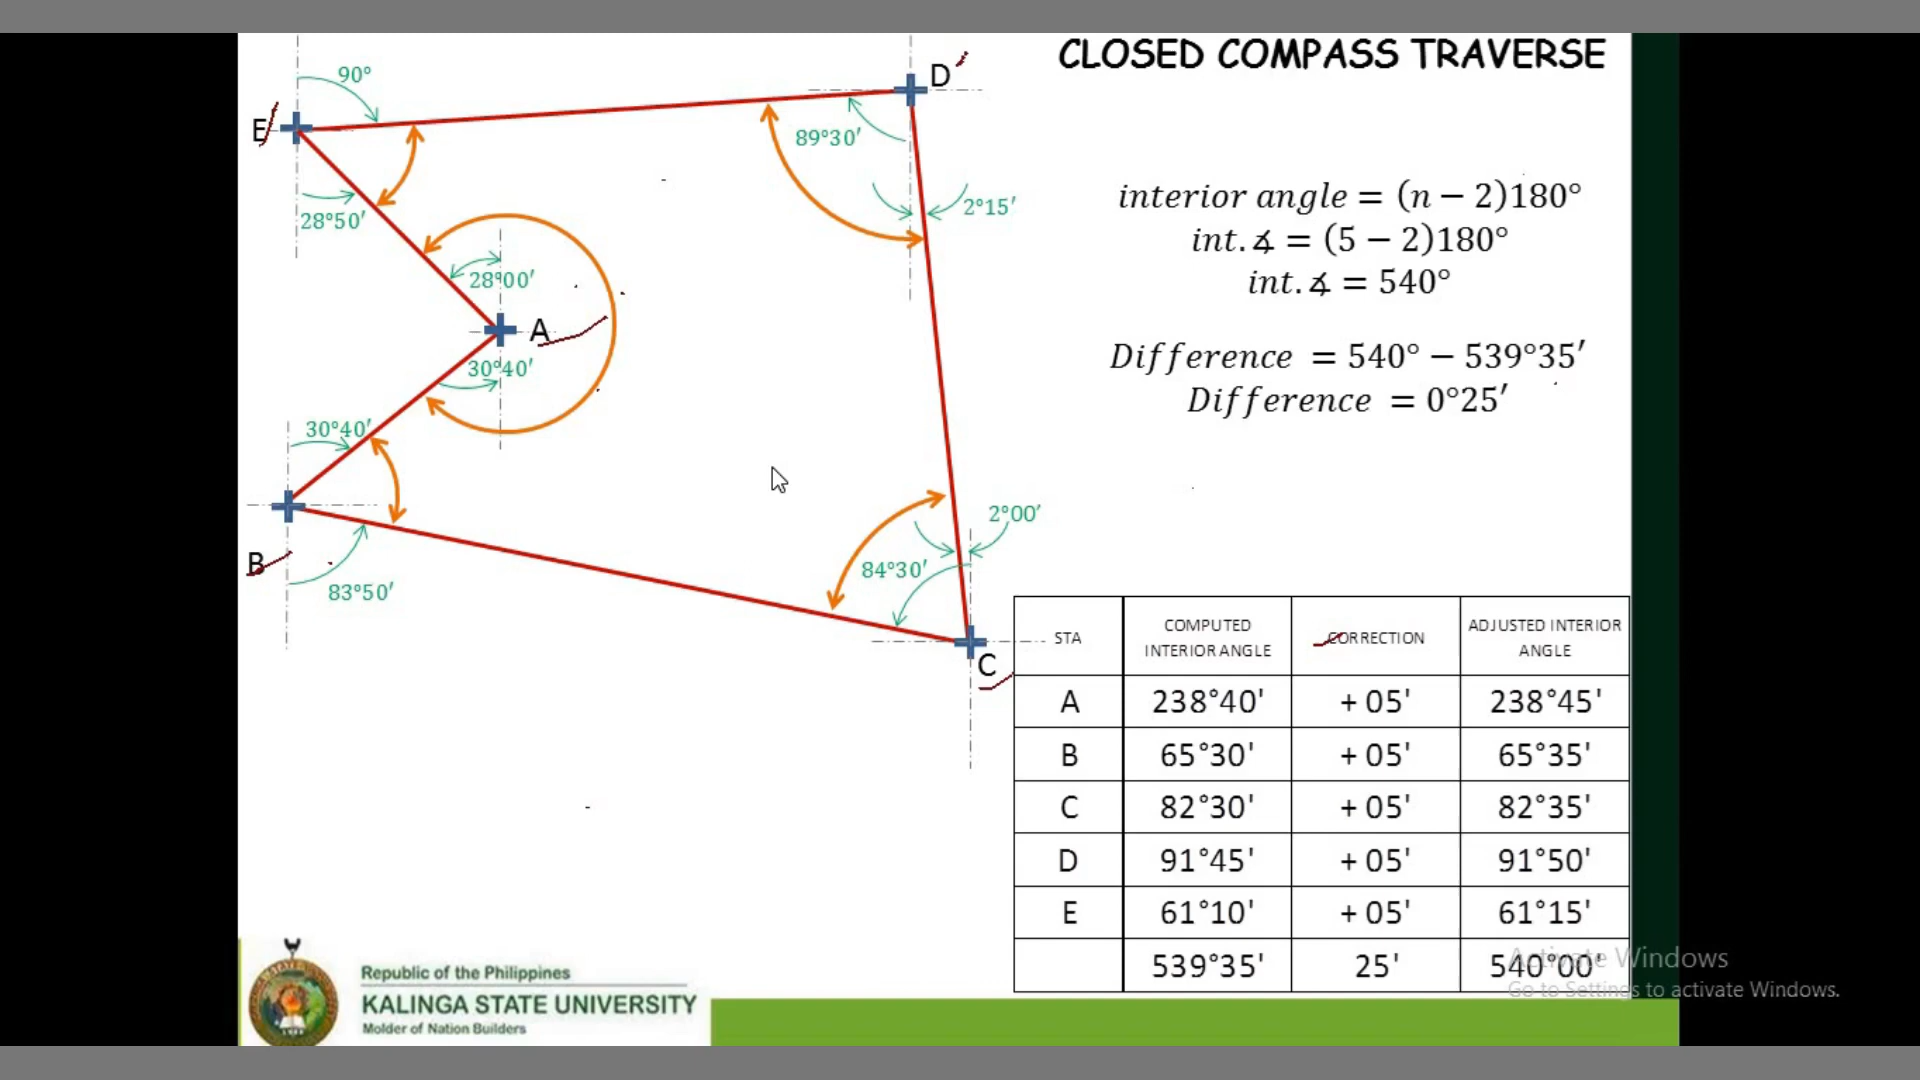 CLOSED COMPASS TRAVERSE
D
90°
E
89°30′
28°50′
2°15′
interior angle = (n − 2)180°
int. ∡ = (5 − 2)180°
int. ∡ = 540°
28°00′
A
30°40′
Difference = 540° − 539°35′
Difference = 0°25′
30°40′
2°00′
B
84°30′
83°50′
C
STA COMPUTED INTERIOR ANGLE CORRECTION ADJUSTED INTERIOR ANGLE
A 238°40' + 05' 238°45'
B 65°30' + 05' 65°35'
C 82°30' + 05' 82°35'
D 91°45' + 05' 91°50'
E 61°10' + 05' 61°15'
539°35' 25' 540°00'
Activate Windows
Go to Settings to activate Windows.
Republic of the Philippines
KALINGA STATE UNIVERSITY
Molder of Nation Builders